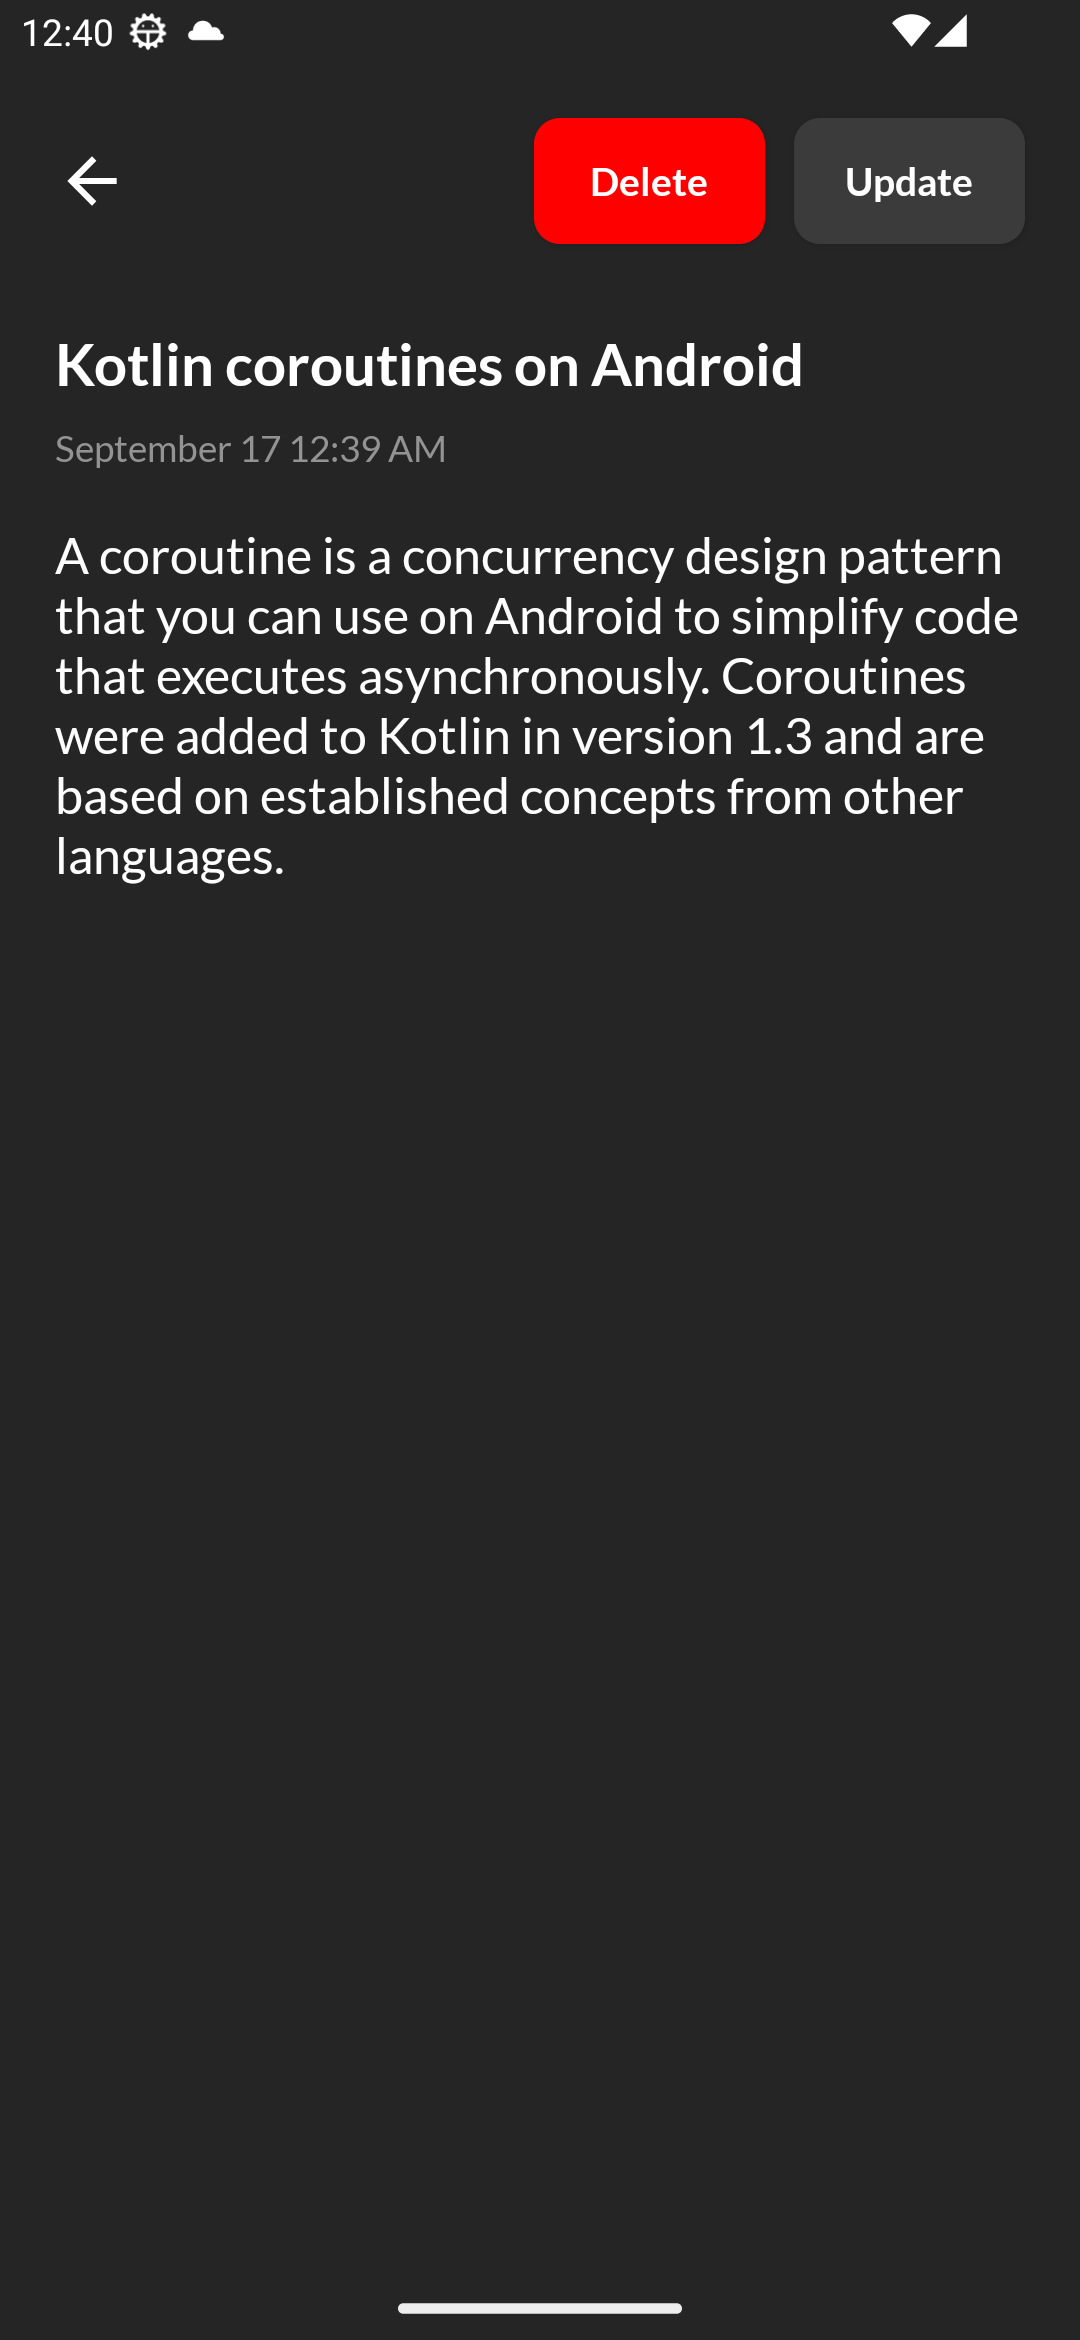 12:40
Delete
Update
Kotlin coroutines on Android
September 17 12:39 AM
A coroutine is a concurrency design pattern
that you can use on Android to simplify code
that executes asynchronously. Coroutines
were added to Kotlin in version 1.3 and are
based on established concepts from other
languages.